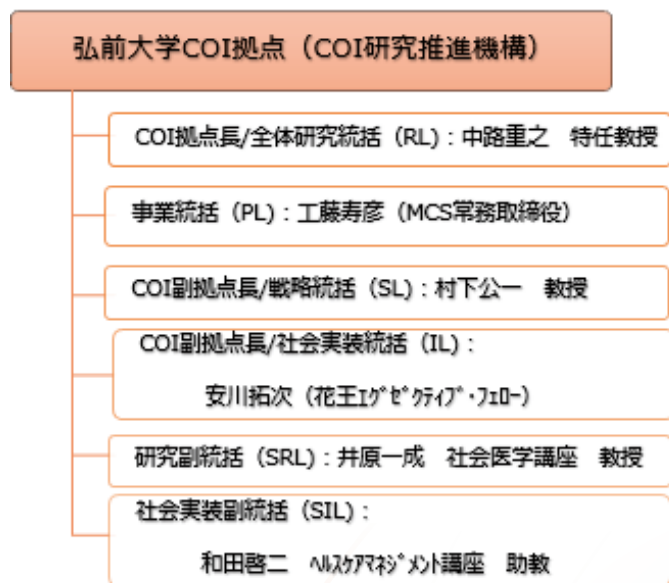 弘前大学COI拠点（COI研究推進機構）
COI拠点長/全体研究統括（RL）：中路重之　特任教授
事業統括（PL）：工藤寿彦（MCS常務取締役）
COI副拠点長/戦略統括（SL）：村下公一　教授
COI副拠点長/社会実装統括（IL）：
安川拓次（花王ｴｸﾞｾﾞｸﾃｨﾌﾞ・ﾌｪﾛｰ）
研究副統括（SRL）：井原一成　社会医学講座　教授
社会実装副統括（SIL）：
和田啓二　ﾍﾙｽｹｱﾏﾈｼﾞﾒﾝﾄ講座　助教